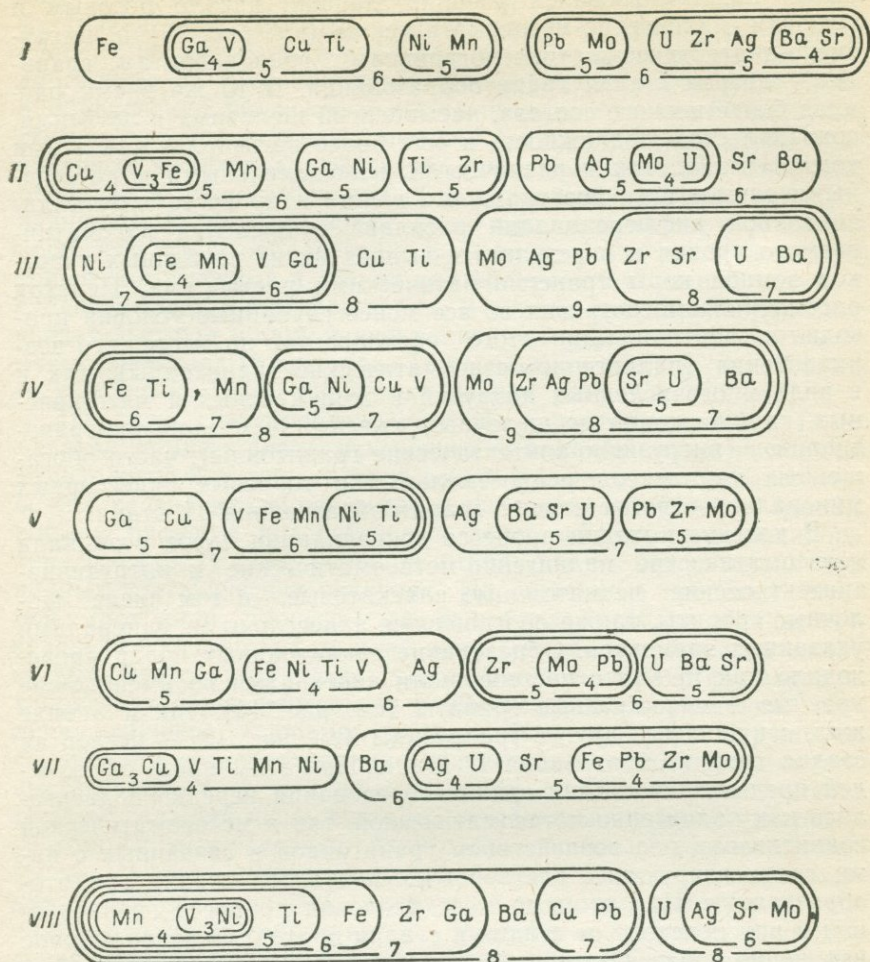 I Fe Ga V Cu Ti Ni Mn Pb Mo U Zr Ag Ba Sr
4 5 6 5 5 6 5 4
II Cu V Fe Mn Ga Ni Ti Zr Pb Ag Mo U Sr Ba
4 3 5 6 5 5 5 4 6
III Ni Fe Mn V Ga Cu Ti Mo Ag Pb Zr Sr U Ba
7 4 6 8 9 8 7
IV Fe Ti , Mn Ga Ni Cu V Mo Zr Ag Pb Sr U Ba
6 7 8 5 7 9 8 5 7
V Ga Cu V Fe Mn Ni Ti Ag Ba Sr U Pb Zr Mo
5 7 6 5 5 7 5
VI Cu Mn Ga Fe Ni Ti V Ag Zr Mo Pb U Ba Sr
5 4 6 5 4 6 5
VII Ga Cu V Ti Mn Ni Ba Ag U Sr Fe Pb Zr Mo
3 4 6 4 5 4
VIII Mn V Ni Ti Fe Zr Ga Ba Cu Pb U Ag Sr Mo
4 3 5 6 7 8 7 8 6